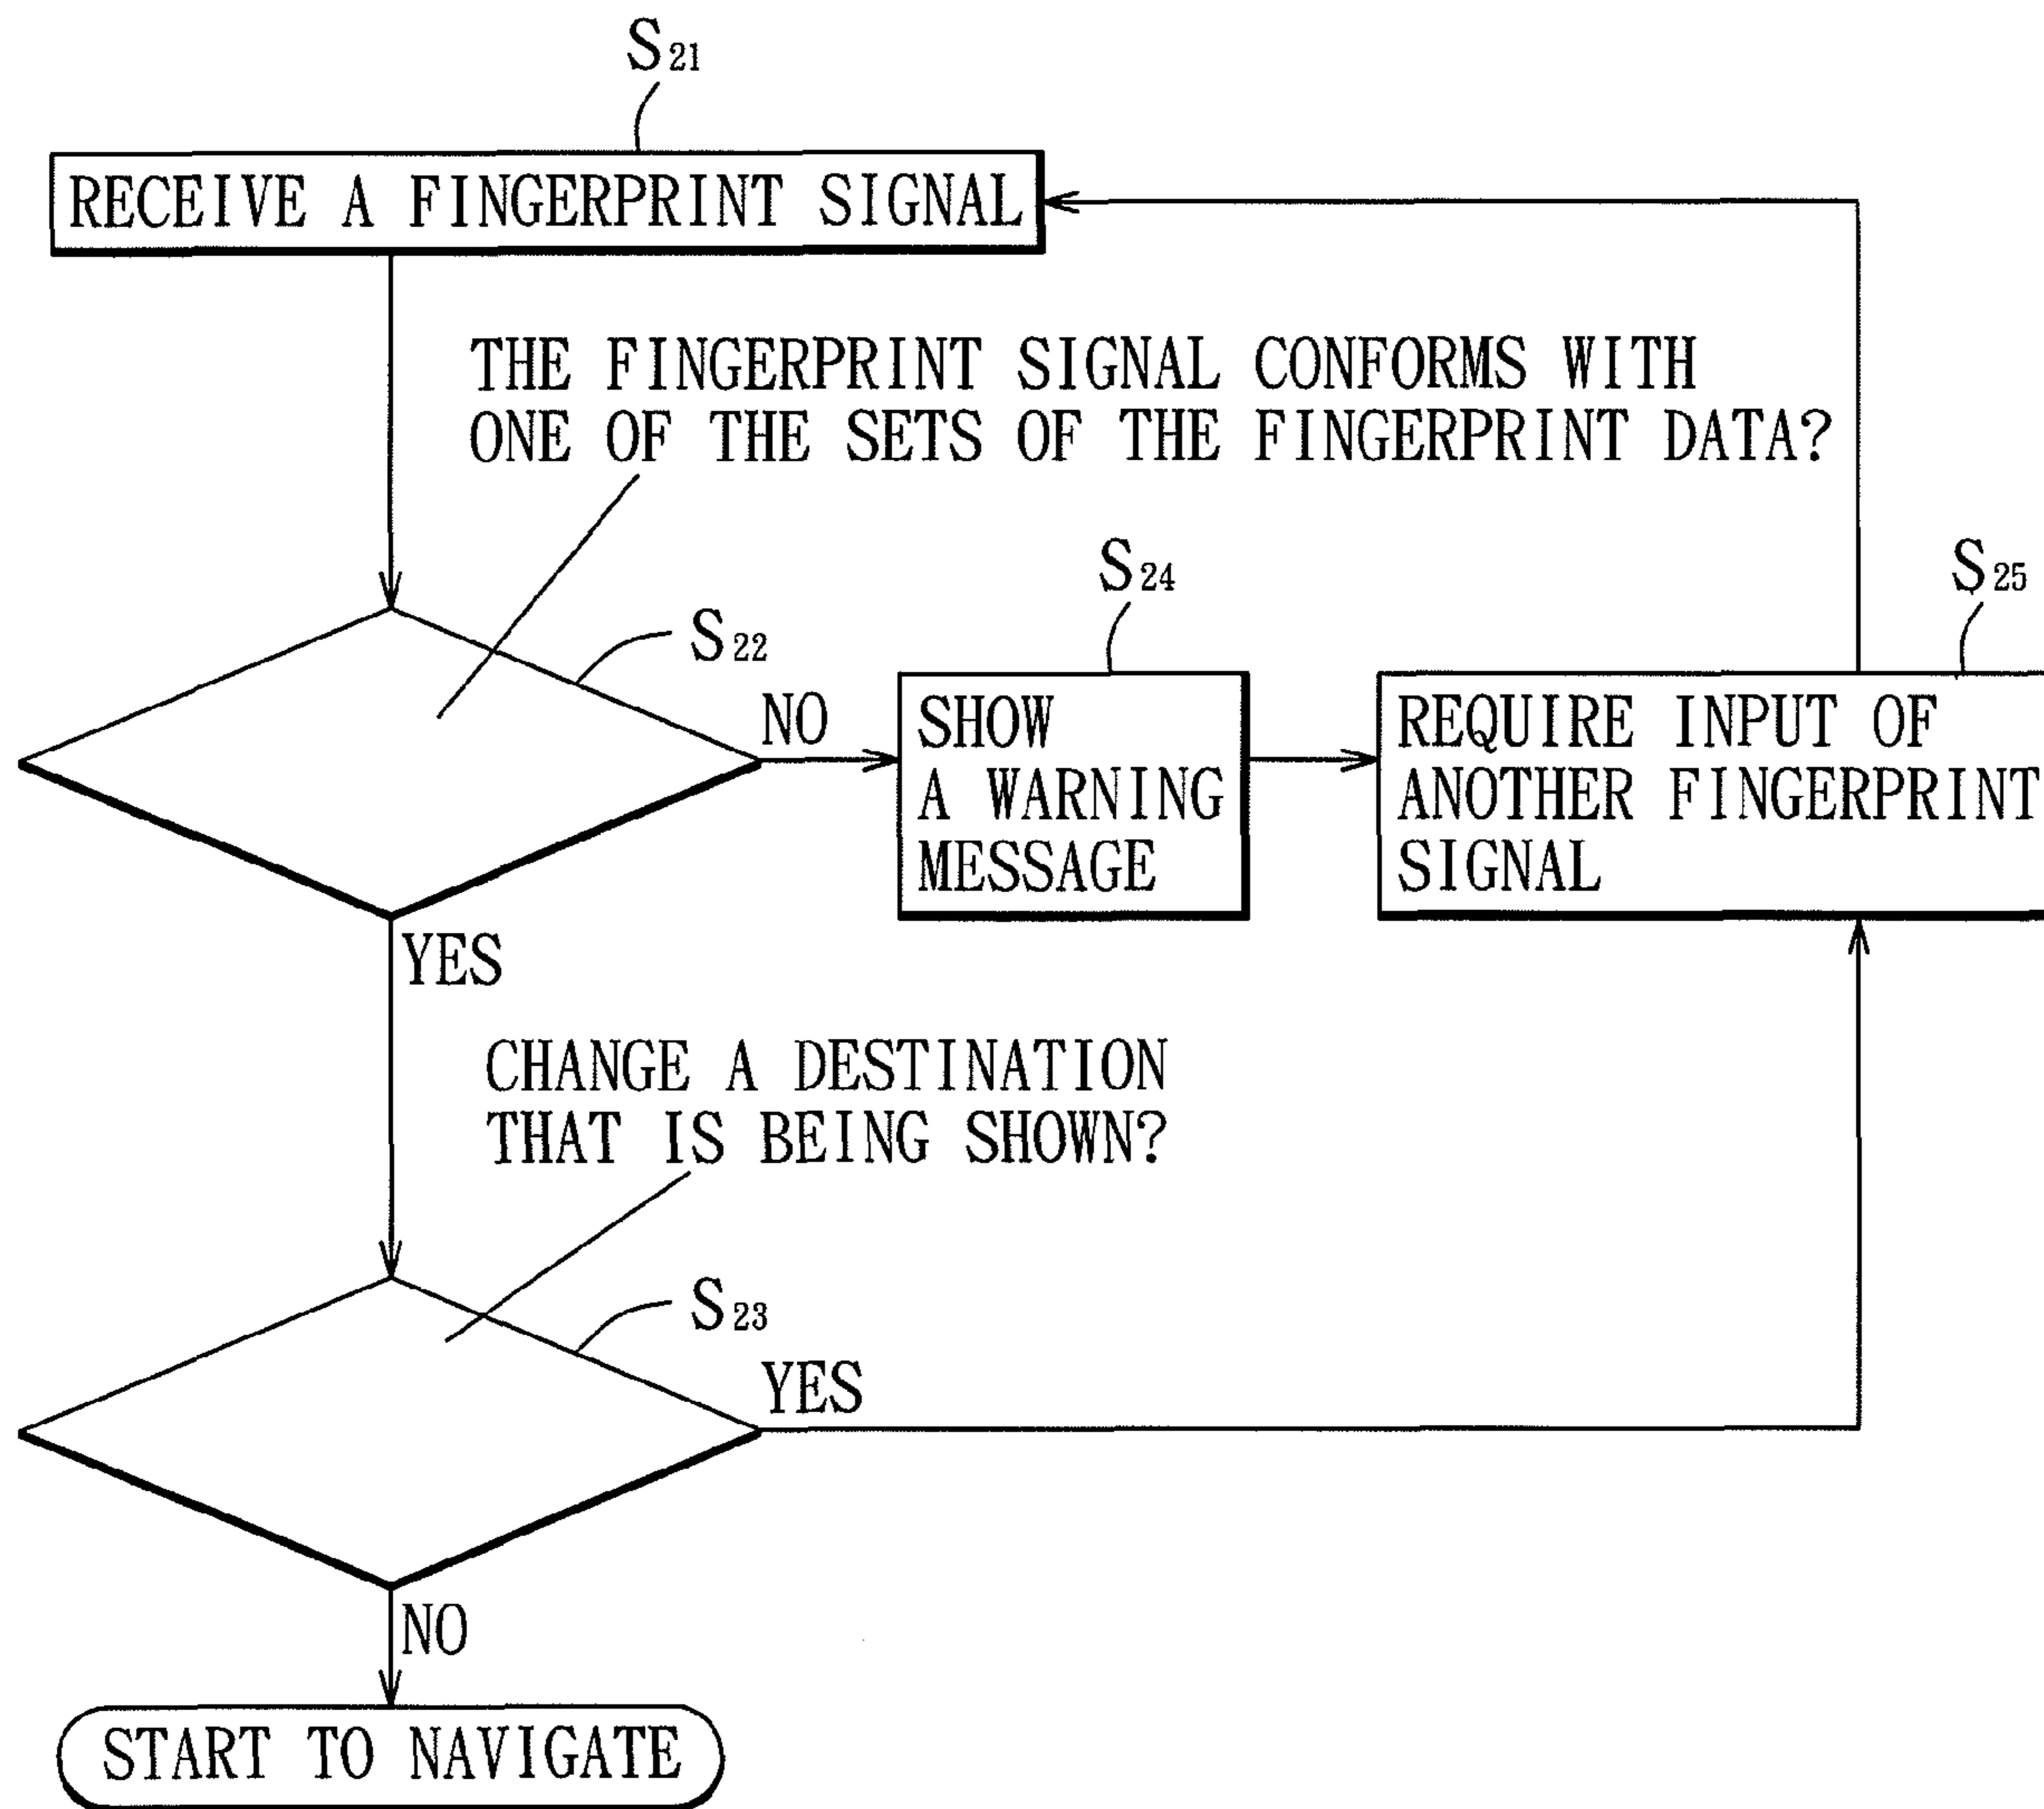 S21
RECEIVE A FINGERPRINT SIGNAL
THE FINGERPRINT SIGNAL CONFORMS WITH
ONE OF THE SETS OF THE FINGERPRINT DATA?
S22
NO
S24
SHOW
A WARNING
MESSAGE
S25
REQUIRE INPUT OF
ANOTHER FINGERPRINT
SIGNAL
YES
CHANGE A DESTINATION
THAT IS BEING SHOWN?
S23
YES
NO
START TO NAVIGATE